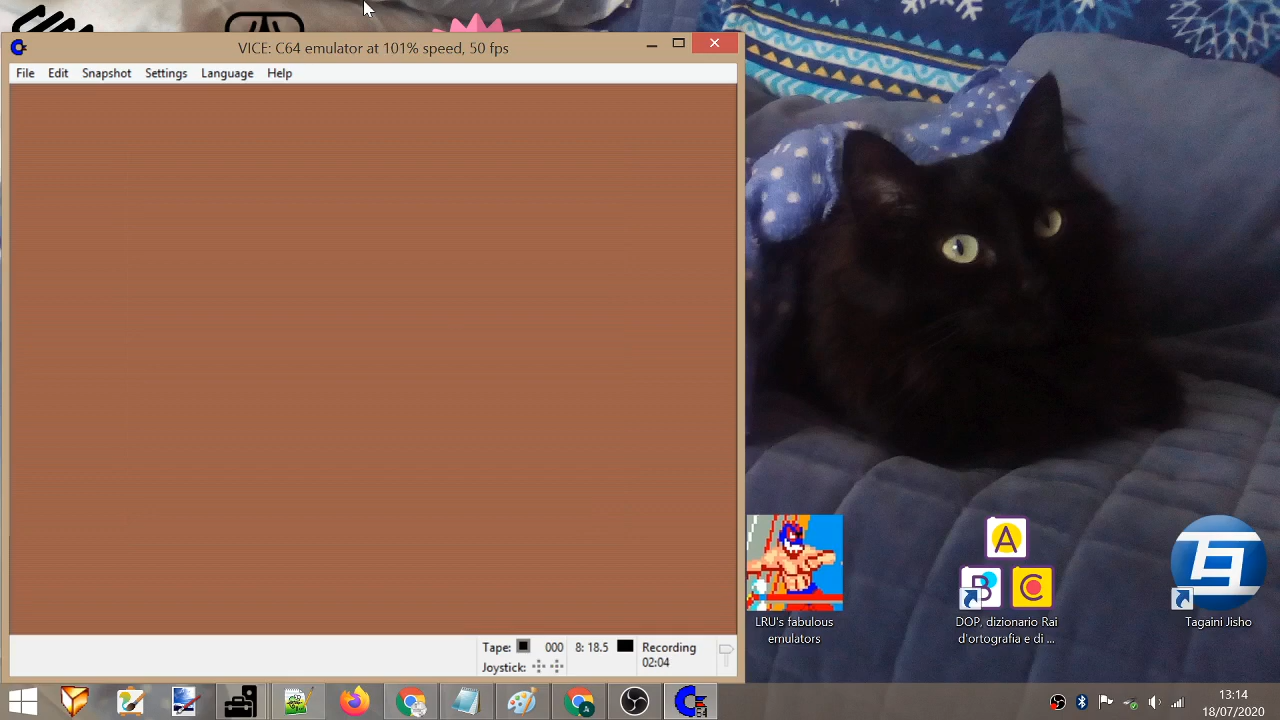 VICE: C64 emulator at 101% speed, 50 fps
File Edit Snapshot Settings Language Help
Tape: 000 8: 18.5 Recording
Joystick: 02:04
A
B C
LRU's fabulous
emulators
DOP, dizionario Rai
d'ortografia e di ...
Tagaini Jisho
64
A
13:14
18/07/2020